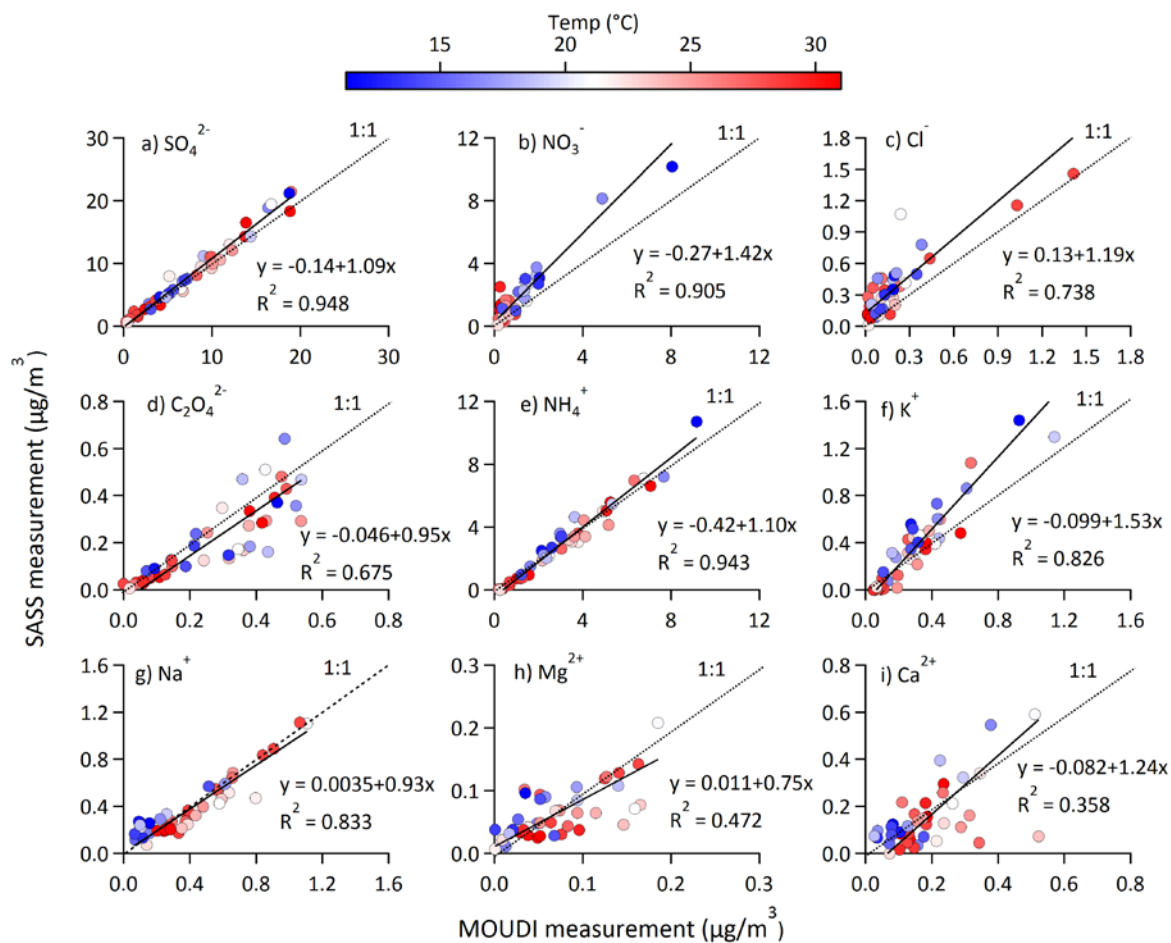 Temp (°C)
15 20 25 30
a) SO₄²⁻
1:1
y = -0.14+1.09x
R² = 0.948
30
20
10
0
0 10 20 30
b) NO₃⁻
1:1
y = -0.27+1.42x
R² = 0.905
12
9
6
3
0
0 4 8 12
c) Cl⁻
1:1
y = 0.13+1.19x
R² = 0.738
1.8
1.5
1.2
0.9
0.6
0.3
0.0
0.0 0.3 0.6 0.9 1.2 1.5 1.8
d) C₂O₄²⁻
1:1
y = -0.046+0.95x
R² = 0.675
0.8
0.6
0.4
0.2
0.0
0.0 0.2 0.4 0.6 0.8
e) NH₄⁺
1:1
y = -0.42+1.10x
R² = 0.943
12
8
4
0
0 4 8 12
f) K⁺
1:1
y = -0.099+1.53x
R² = 0.826
1.6
1.2
0.8
0.4
0.0
0.0 0.4 0.8 1.2 1.6
g) Na⁺
1:1
y = 0.0035+0.93x
R² = 0.833
1.6
1.2
0.8
0.4
0.0
0.0 0.4 0.8 1.2 1.6
h) Mg²⁺
1:1
y = 0.011+0.75x
R² = 0.472
0.3
0.2
0.1
0.0
0.0 0.1 0.2 0.3
i) Ca²⁺
1:1
y = -0.082+1.24x
R² = 0.358
0.8
0.6
0.4
0.2
0.0
0.0 0.2 0.4 0.6 0.8
SASS measurement (µg/m³)
MOUDI measurement (µg/m³)